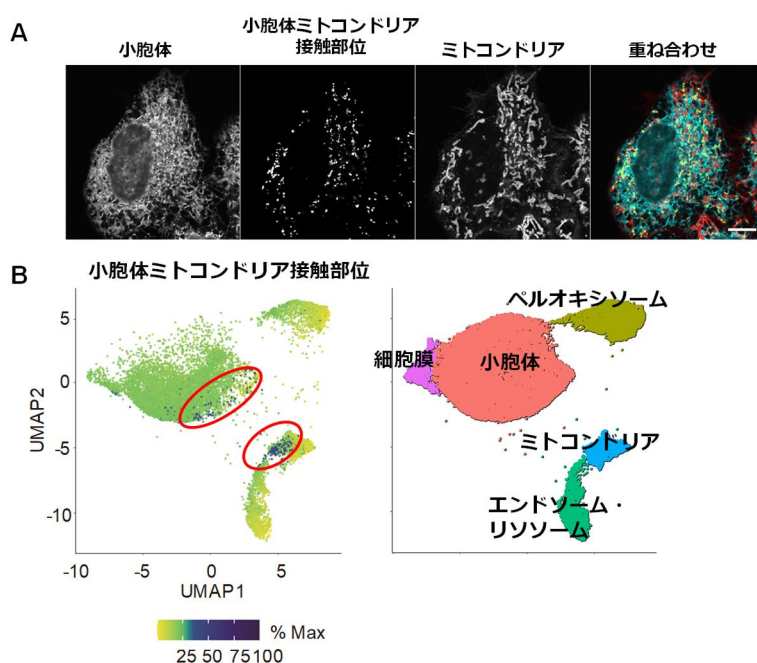 A
小胞体
小胞体ミトコンドリア
接触部位
ミトコンドリア
重ね合わせ
B
小胞体ミトコンドリア接触部位
5
0
-5
-10
UMAP2
-10
-5
0
5
UMAP1
% Max
25 50 75 100
ペルオキシソーム
細胞膜
小胞体
ミトコンドリア
エンドソーム・
リソソーム